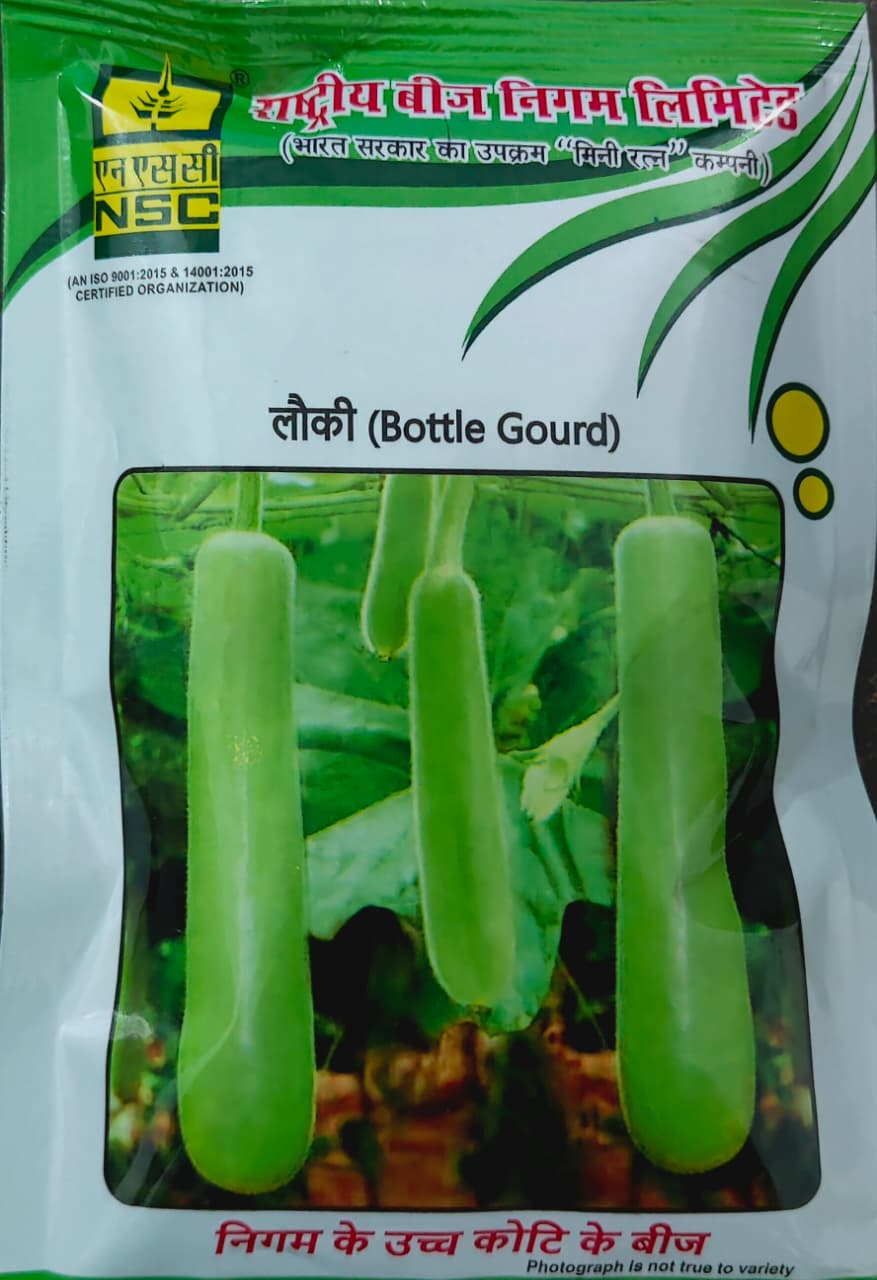 राष्ट्रीय बीज निगम लिमिटेड
(भारत सरकार का उपक्रम “मिनी रत्न” कम्पनी)
®
एन एस सी
NSC
(AN ISO 9001:2015 & 14001:2015
CERTIFIED ORGANIZATION)
लौकी (Bottle Gourd)
निगम के उच्च कोटि के बीज
Photograph is not true to variety